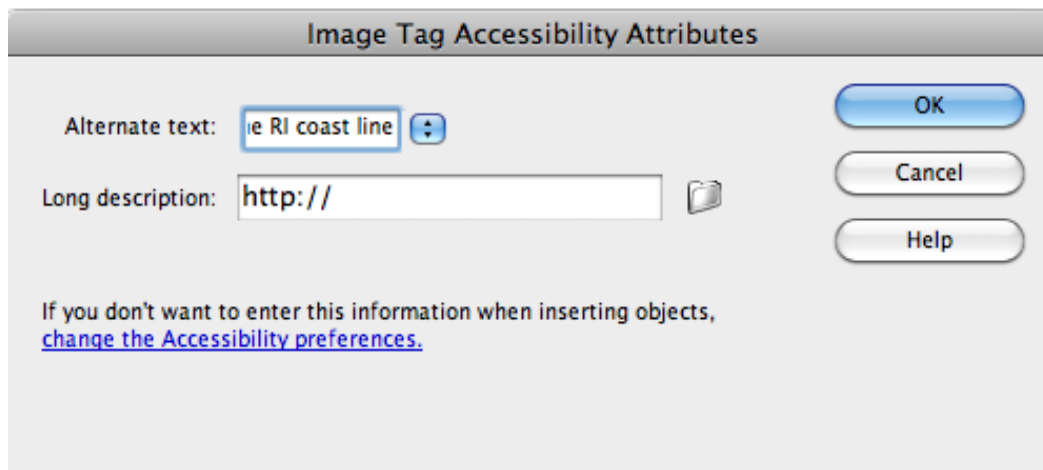 Image Tag Accessibility Attributes
Alternate text: e RI coast line
OK
Long description: http://
Cancel
Help
If you don't want to enter this information when inserting objects,
change the Accessibility preferences.